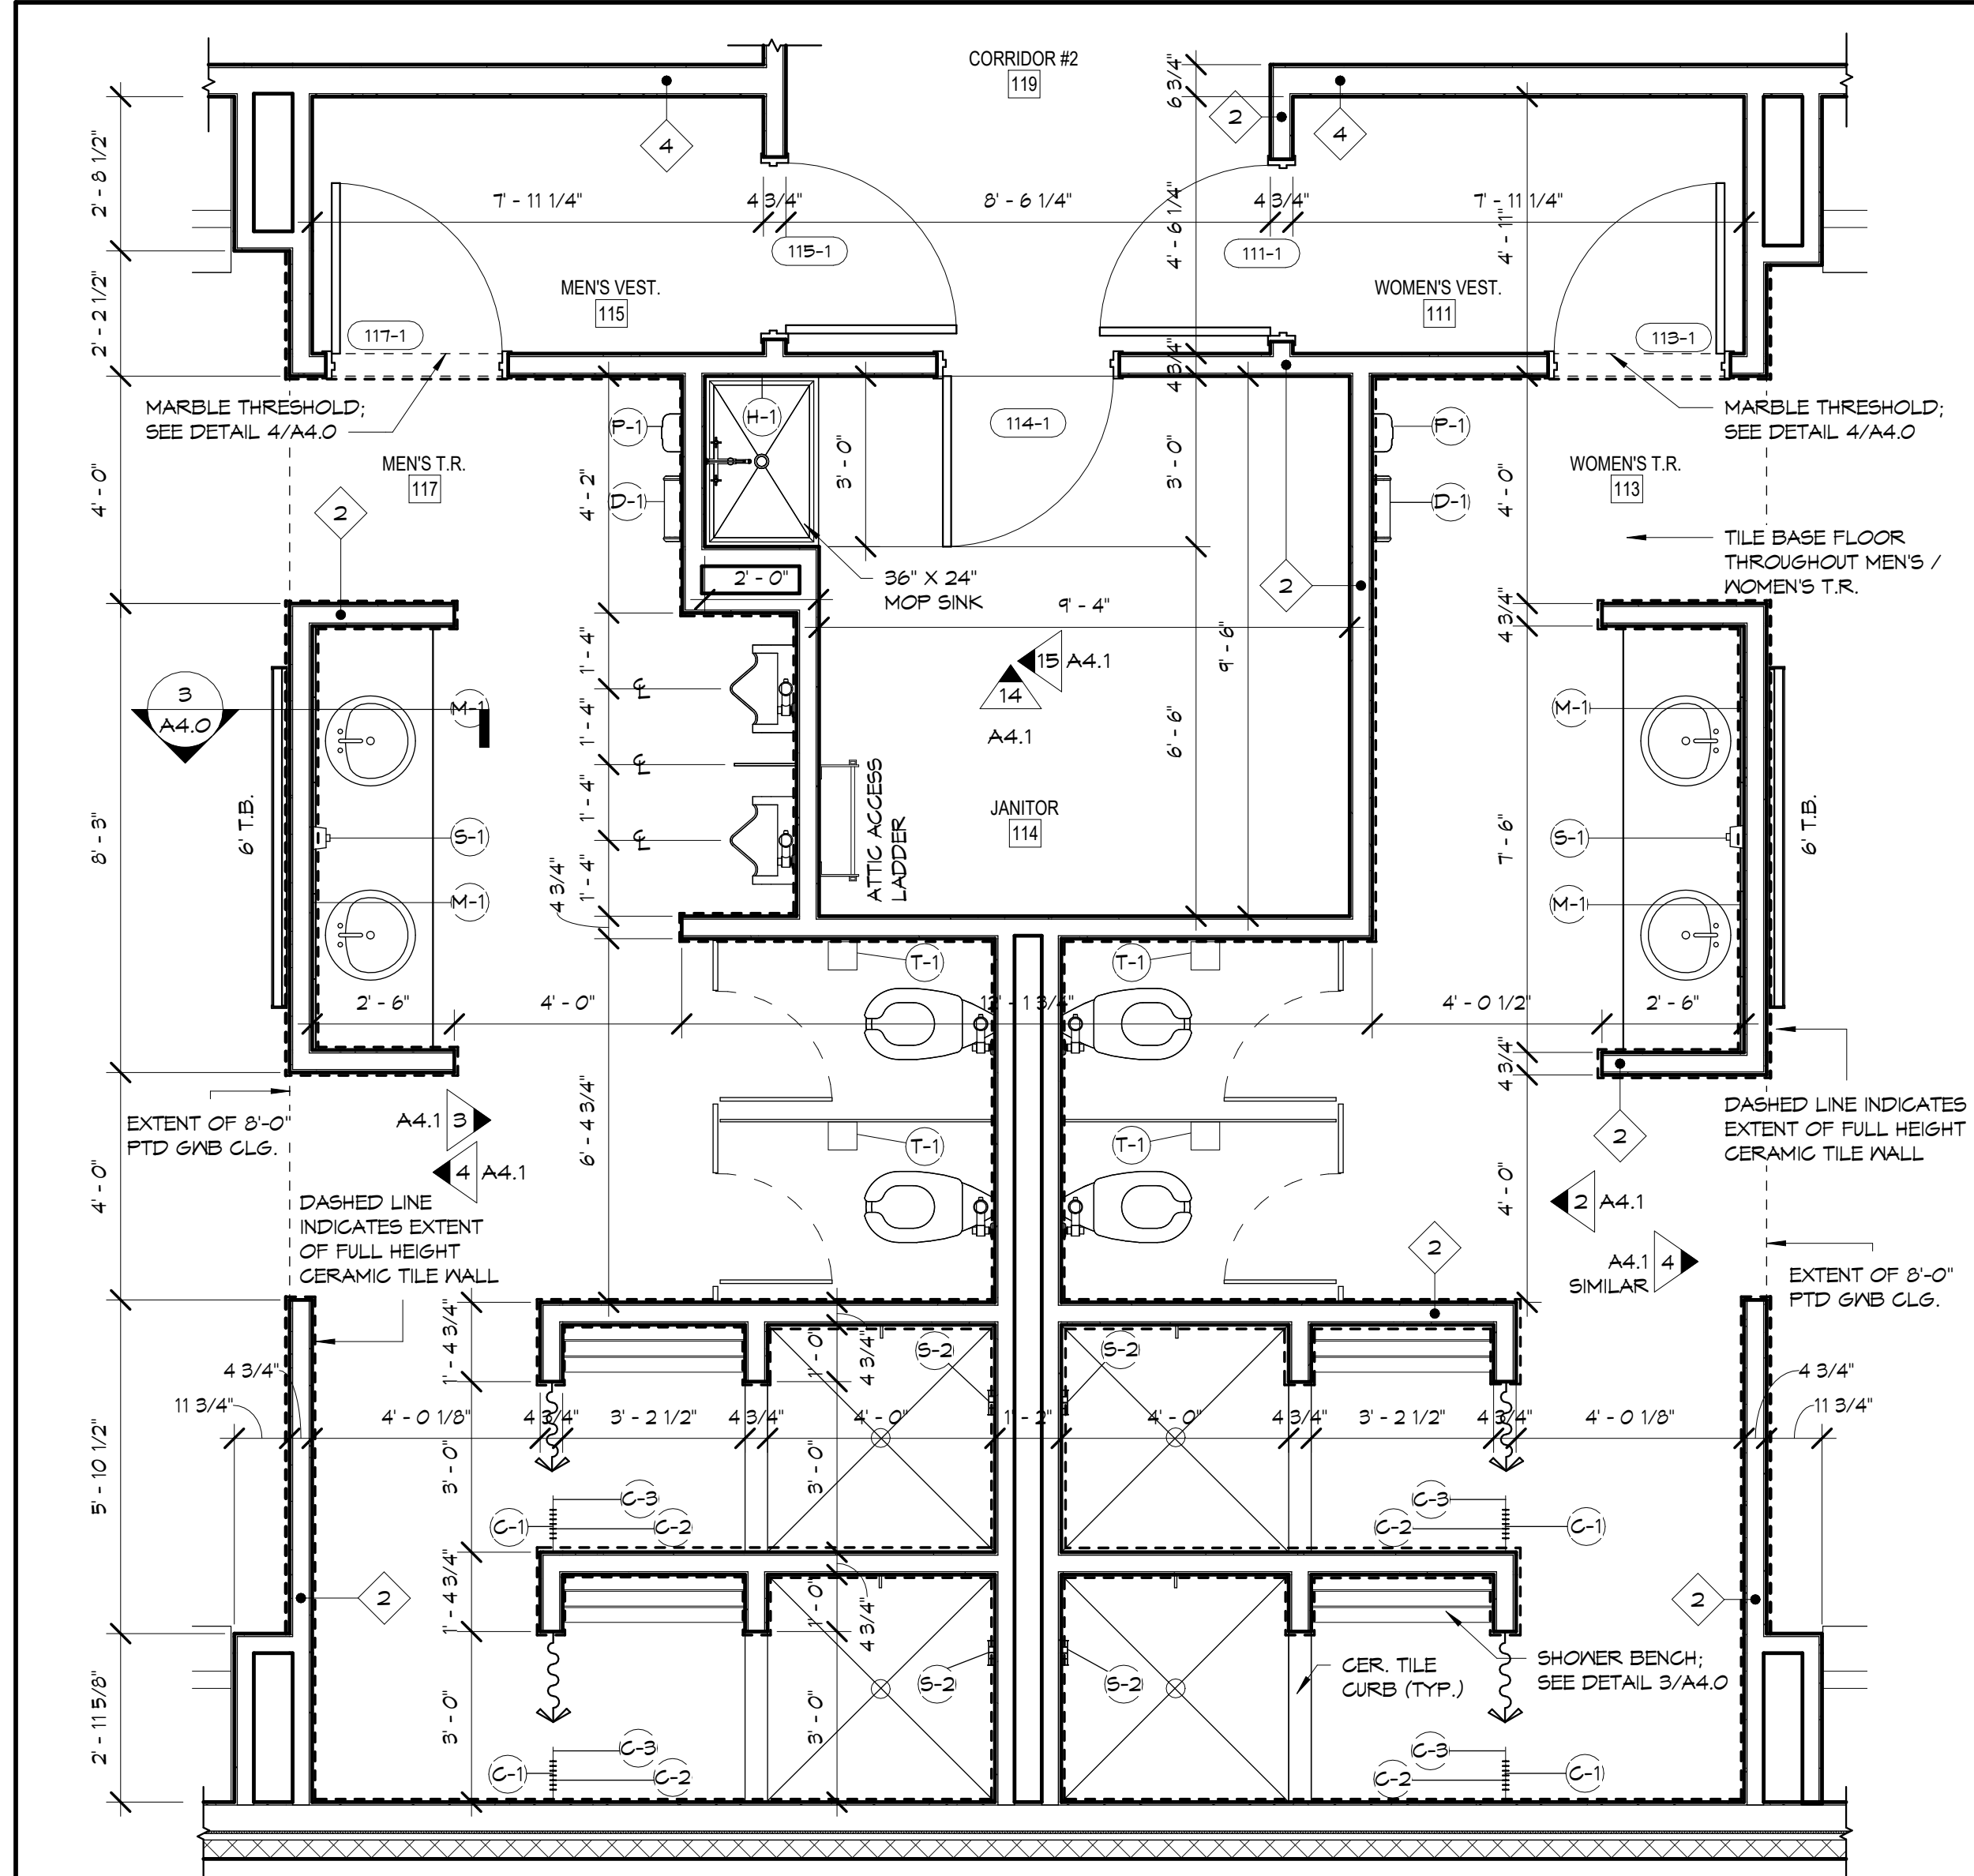 CORRIDOR #2
119
6 3/4"
2
4
4
2' - 8 1/2"
7' - 11 1/4"
4 3/4"
8' - 6 1/4"
4 3/4"
7' - 11 1/4"
4' - 6 1/4"
4' - 11"
115-1
111-1
MEN'S VEST.
115
WOMEN'S VEST.
111
2' - 2 1/2"
117-1
113-1
4 3/4"
MARBLE THRESHOLD;
SEE DETAIL 4/A4.0
P-1
H-1
114-1
P-1
MARBLE THRESHOLD;
SEE DETAIL 4/A4.0
MEN'S T.R.
117
WOMEN'S T.R.
113
4' - 0"
4' - 2"
3' - 0"
3' - 0"
4' - 0"
D-1
D-1
2
TILE BASE FLOOR
THROUGHOUT MEN'S /
WOMEN'S T.R.
2' - 0"
36" X 24"
MOP SINK
2
9' - 4"
4 3/4"
1' - 4"
9' - 6"
15 A4.1
14
A4.1
3
A4.0
M-1
M-1
1' - 4"
6' - 6"
JANITOR
114
ATTIC ACCESS
LADDER
1' - 4"
6' T.B.
8' - 3"
S-1
S-1
7' - 6"
6' T.B.
4 3/4"
1' - 4"
M-1
M-1
T-1
T-1
2' - 6"
4' - 0"
12' - 1 3/4"
4' - 0 1/2"
2' - 6"
4 3/4"
EXTENT OF 8'-0"
PTD GWB CLG.
A4.1 3
4 A4.1
6' - 4 3/4"
T-1
T-1
2
DASHED LINE INDICATES
EXTENT OF FULL HEIGHT
CERAMIC TILE WALL
4' - 0"
DASHED LINE
INDICATES EXTENT
OF FULL HEIGHT
CERAMIC TILE WALL
4' - 0"
2 A4.1
2
A4.1 4
SIMILAR
EXTENT OF 8'-0"
PTD GWB CLG.
1' - 4 3/4"
1' - 0"
4 3/4"
S-2
S-2
4 3/4"
11 3/4"
4' - 0 1/8"
4 3/4"
3' - 2 1/2"
4 3/4"
4' - 0"
1' - 2"
4' - 0"
4 3/4"
3' - 2 1/2"
4 3/4"
4' - 0 1/8"
4 3/4"
11 3/4"
5' - 10 1/2"
3' - 0"
3' - 0"
C-3
C-1
C-2
C-3
C-2
C-1
1' - 4 3/4"
1' - 0"
4 3/4"
2
2
S-2
S-2
CER. TILE
CURB (TYP.)
SHOWER BENCH;
SEE DETAIL 3/A4.0
2' - 11 5/8"
3' - 0"
3' - 0"
C-3
C-1
C-2
C-3
C-2
C-1